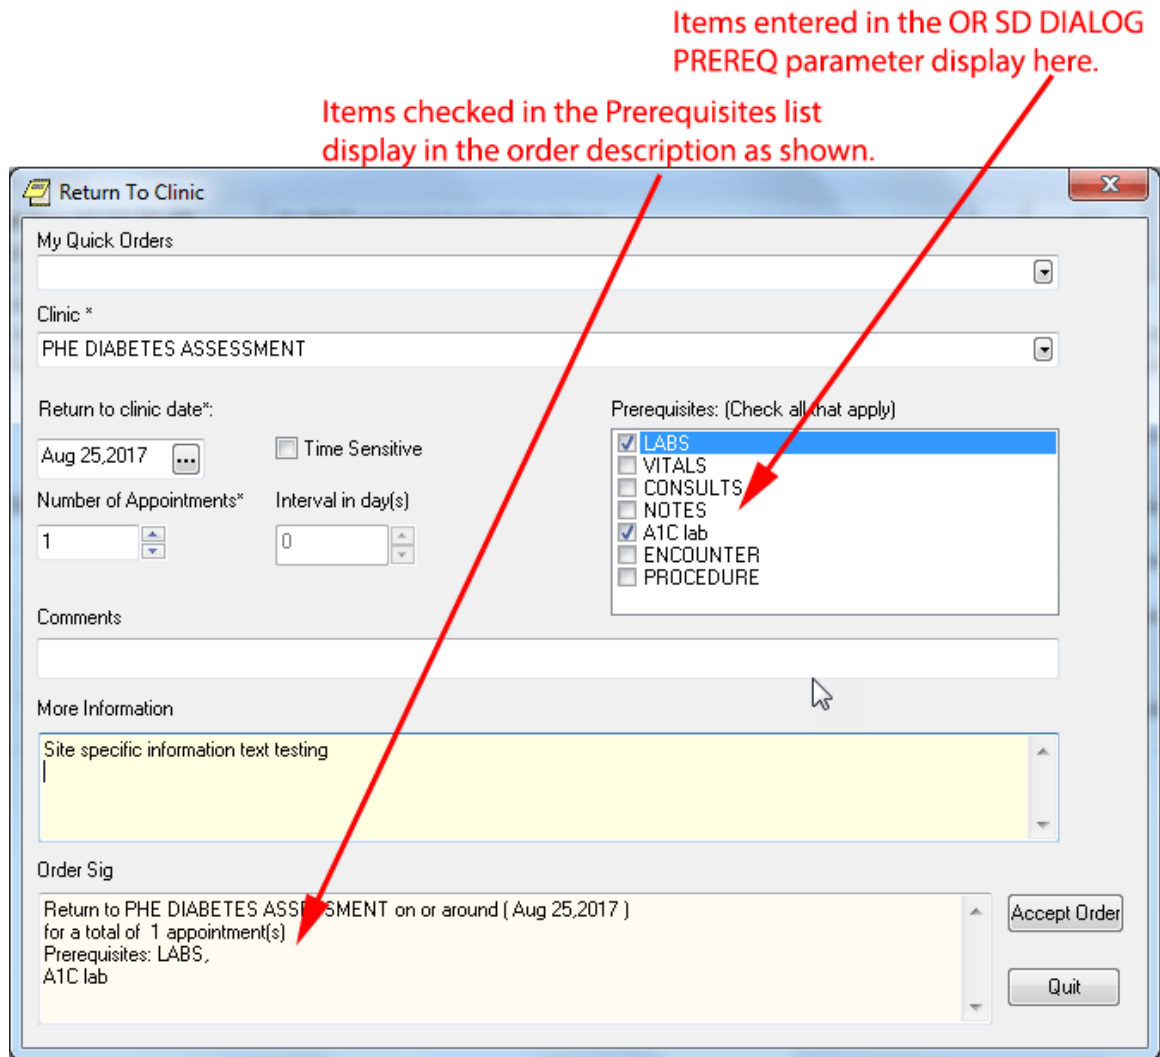 Items entered in the OR SD DIALOG
PREREQ parameter display here.
Items checked in the Prerequisites list
display in the order description as shown.
Return To Clinic
My Quick Orders
Clinic *
PHE DIABETES ASSESSMENT
Return to clinic date*:
Aug 25,2017 ...
Time Sensitive
Number of Appointments*
Interval in day(s)
1
0
Prerequisites: (Check all that apply)
LABS
VITALS
CONSULTS
NOTES
A1C lab
ENCOUNTER
PROCEDURE
Comments
More Information
Site specific information text testing
Order Sig
Return to PHE DIABETES ASSESSMENT on or around ( Aug 25,2017 )
for a total of 1 appointment(s)
Prerequisites: LABS,
A1C lab
Accept Order
Quit